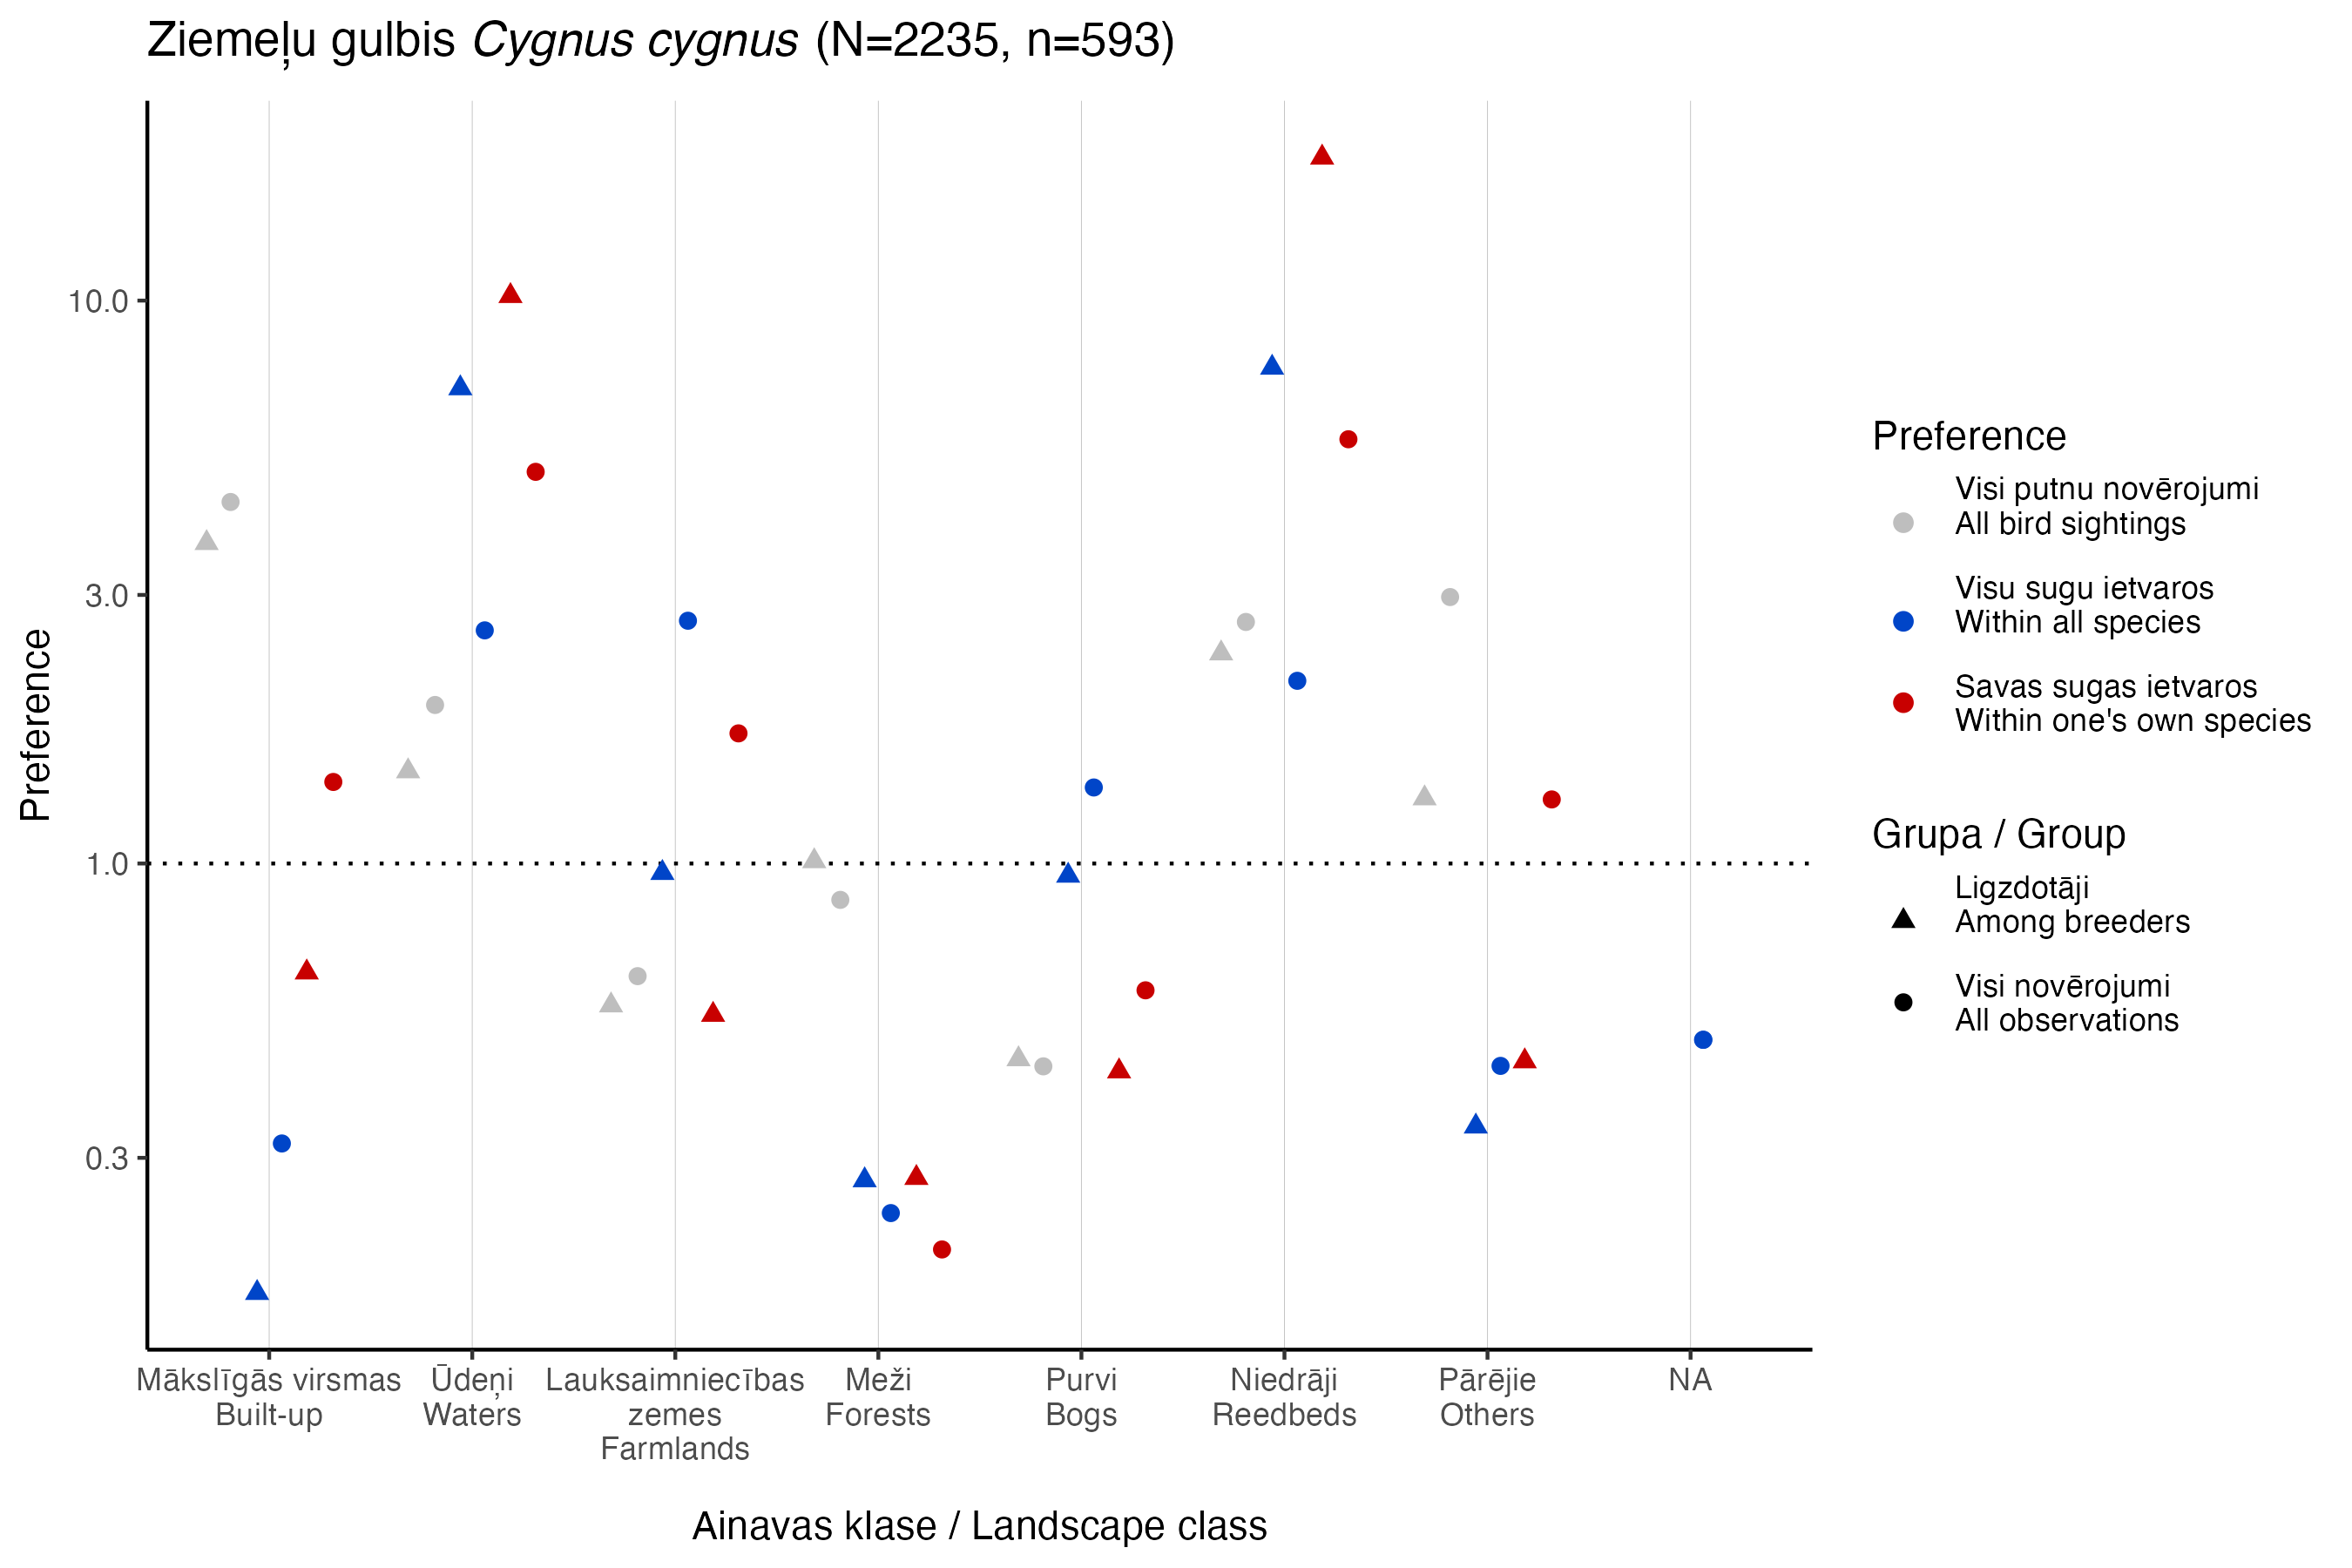 Ziemeļu gulbis Cygnus cygnus (N=2235, n=593)
Preference
10.0
3.0
1.0
0.3
Mākslīgās virsmas
Built-up
Ūdeņi
Waters
Lauksaimniecības
zemes
Farmlands
Meži
Forests
Purvi
Bogs
Niedrāji
Reedbeds
Pārējie
Others
NA
Ainavas klase / Landscape class
Preference
Visi putnu novērojumi
All bird sightings
Visu sugu ietvaros
Within all species
Savas sugas ietvaros
Within one's own species
Grupa / Group
Ligzdotāji
Among breeders
Visi novērojumi
All observations